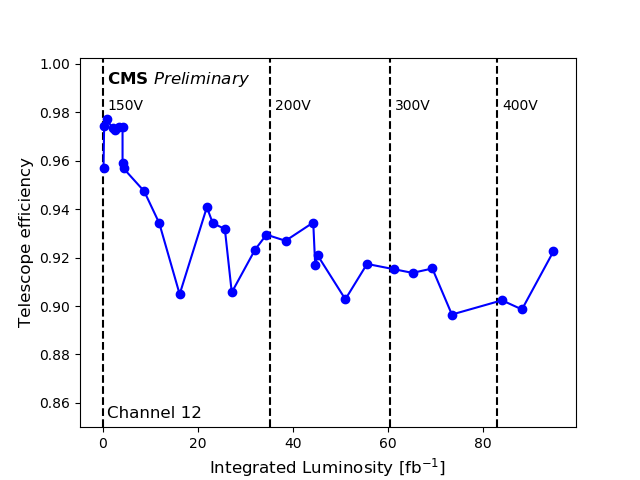 1.00
CMS Preliminary
0.98
150V
200V
300V
400V
0.96
0.94
0.92
0.90
0.88
0.86
Channel 12
Telescope efficiency
0
20
40
60
80
Integrated Luminosity [fb⁻¹]